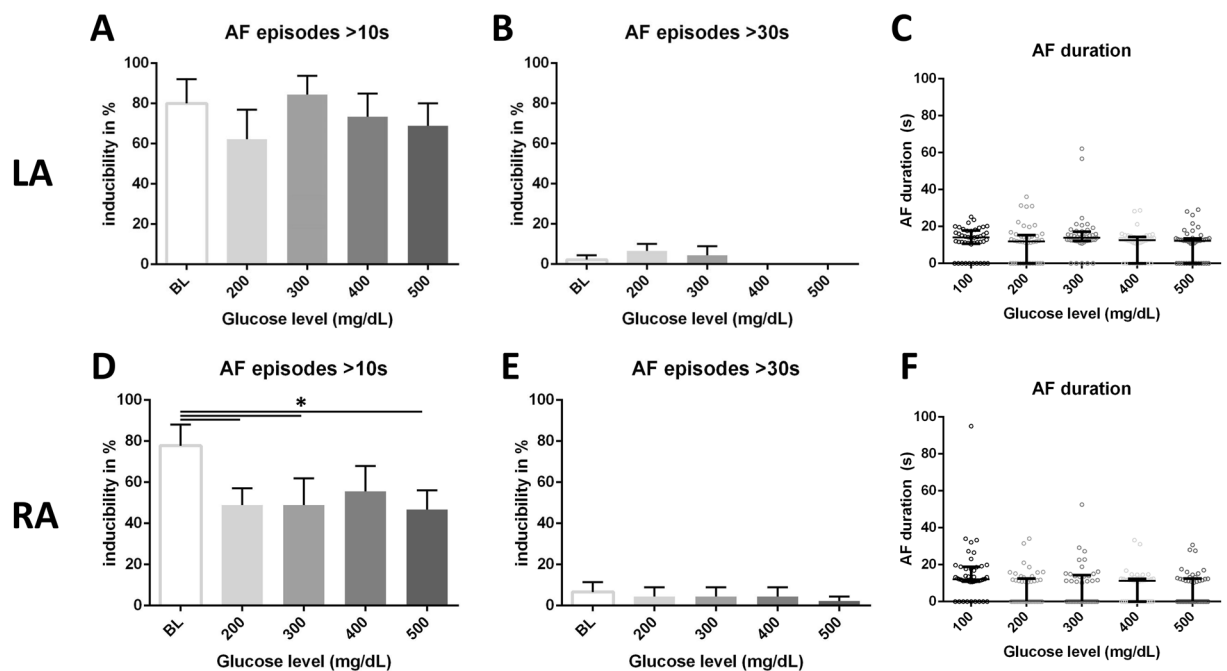 A
AF episodes >10s
inducibility in %
100
80
60
40
20
0
BL
200
300
400
500
Glucose level (mg/dL)
B
AF episodes >30s
inducibility in %
100
80
60
40
20
0
BL
200
300
400
500
Glucose level (mg/dL)
C
AF duration
AF duration (s)
100
80
60
40
20
0
100
200
300
400
500
Glucose level (mg/dL)
LA
D
AF episodes >10s
*
inducibility in %
100
80
60
40
20
0
BL
200
300
400
500
Glucose level (mg/dL)
E
AF episodes >30s
inducibility in %
100
80
60
40
20
0
BL
200
300
400
500
Glucose level (mg/dL)
F
AF duration
AF duration (s)
100
80
60
40
20
0
100
200
300
400
500
Glucose level (mg/dL)
RA